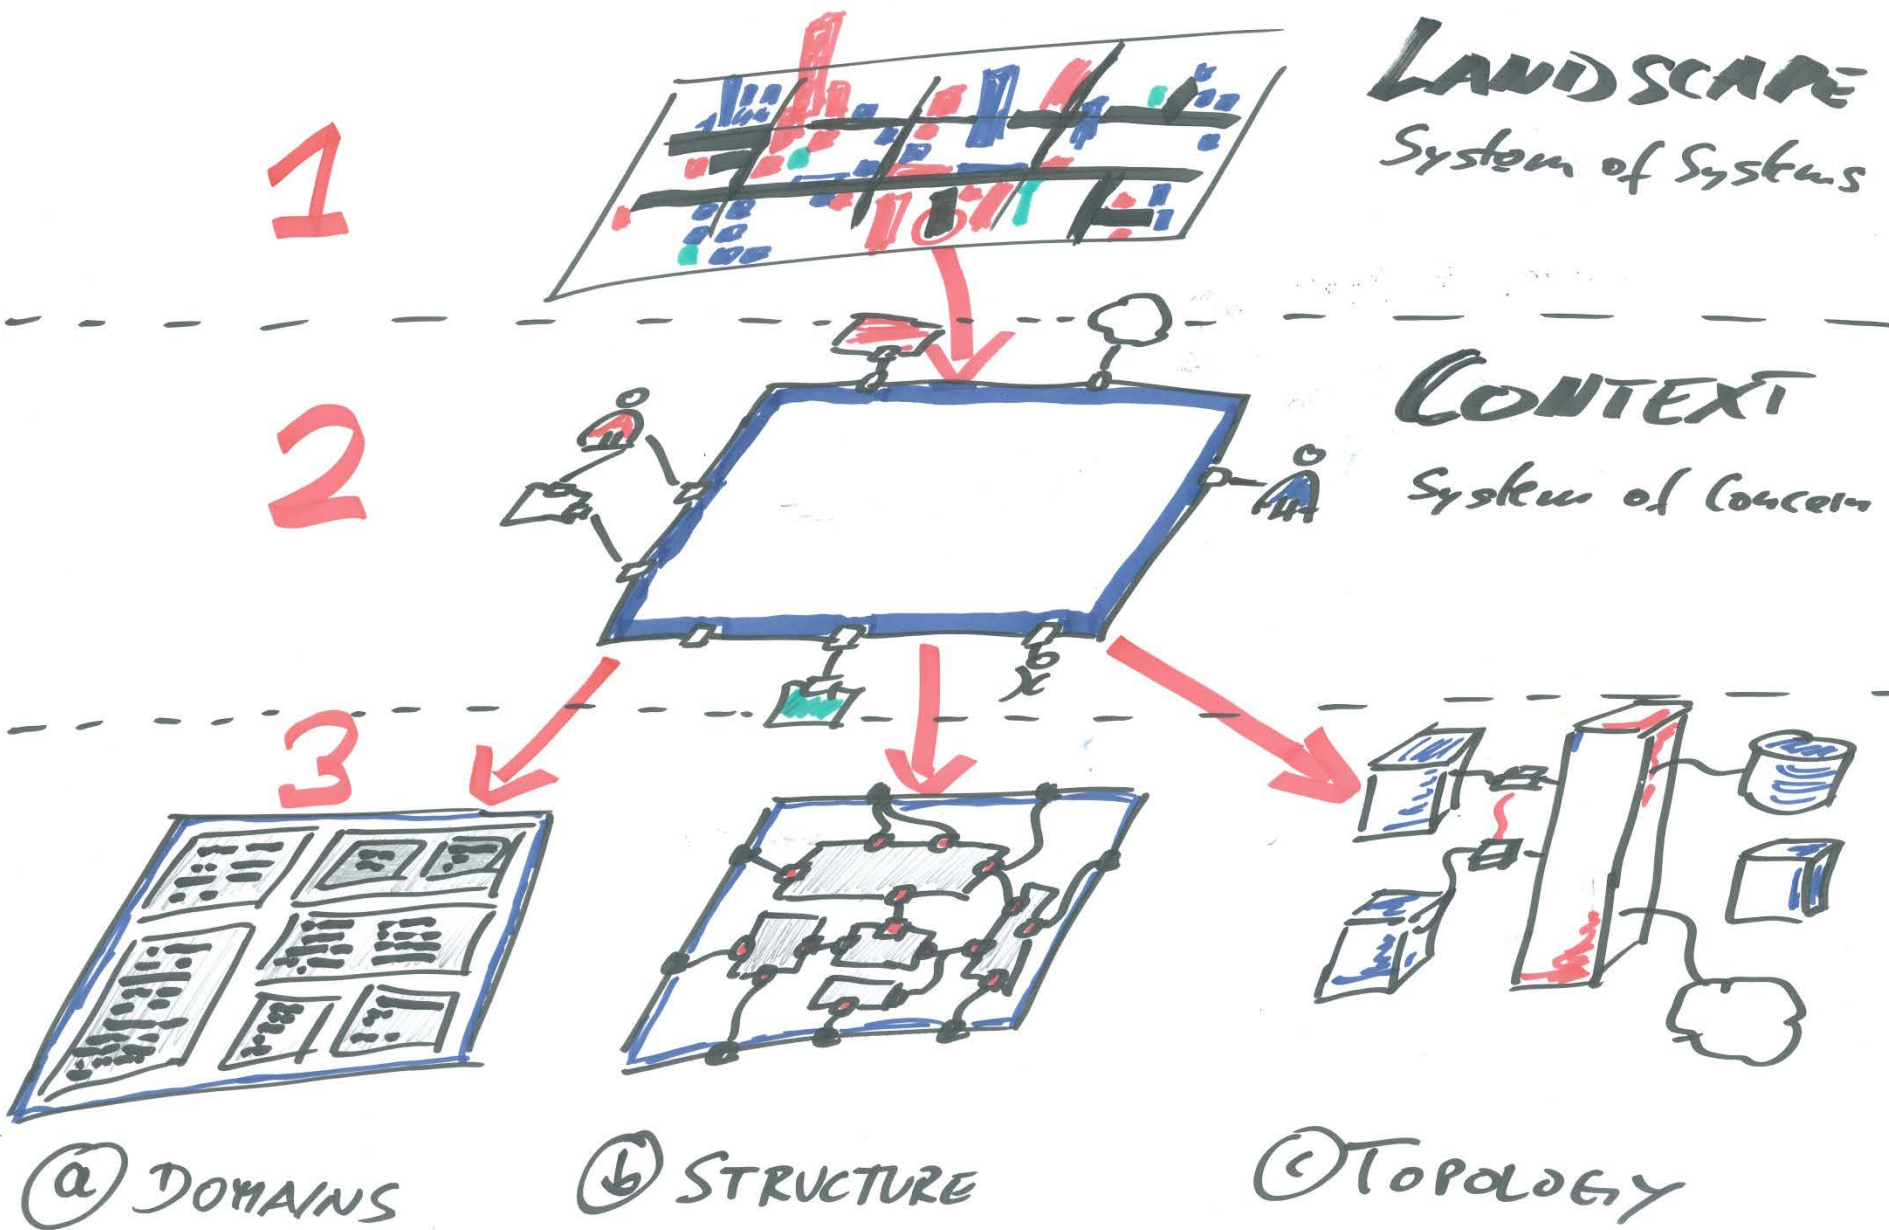 1
LANDSCAPE
System of Systems
2
CONTEXT
System of Concern
3
a DOMAINS
b STRUCTURE
c TOPOLOGY